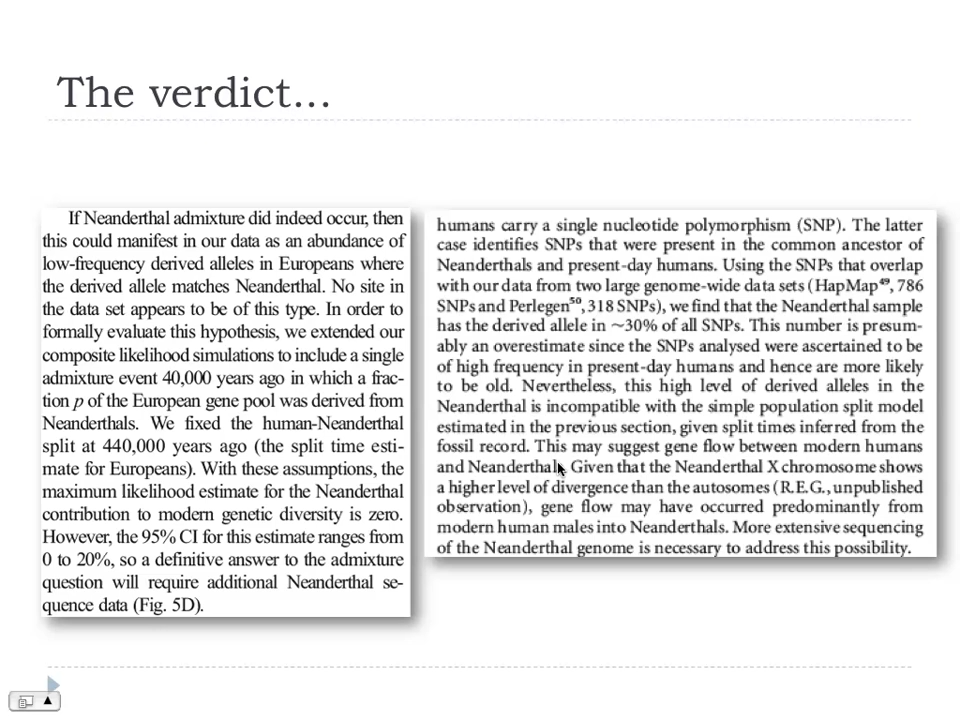 The verdict...
If Neanderthal admixture did indeed occur, then
this could manifest in our data as an abundance of
low-frequency derived alleles in Europeans where
the derived allele matches Neanderthal. No site in
the data set appears to be of this type. In order to
formally evaluate this hypothesis, we extended our
composite likelihood simulations to include a single
admixture event 40,000 years ago in which a frac-
tion p of the European gene pool was derived from
Neanderthals. We fixed the human-Neanderthal
split at 440,000 years ago (the split time esti-
mate for Europeans). With these assumptions, the
maximum likelihood estimate for the Neanderthal
contribution to modern genetic diversity is zero.
However, the 95% CI for this estimate ranges from
0 to 20%, so a definitive answer to the admixture
question will require additional Neanderthal se-
quence data (Fig. 5D).
humans carry a single nucleotide polymorphism (SNP). The latter
case identifies SNPs that were present in the common ancestor of
Neanderthals and present-day humans. Using the SNPs that overlap
with our data from two large genome-wide data sets (HapMap⁴⁹, 786
SNPs and Perlegen⁵⁰, 318 SNPs), we find that the Neanderthal sample
has the derived allele in ~30% of all SNPs. This number is presum-
ably an overestimate since the SNPs analysed were ascertained to be
of high frequency in present-day humans and hence are more likely
to be old. Nevertheless, this high level of derived alleles in the
Neanderthal is incompatible with the simple population split model
estimated in the previous section, given split times inferred from the
fossil record. This may suggest gene flow between modern humans
and Neanderthals. Given that the Neanderthal X chromosome shows
a higher level of divergence than the autosomes (R.E.G., unpublished
observation), gene flow may have occurred predominantly from
modern human males into Neanderthals. More extensive sequencing
of the Neanderthal genome is necessary to address this possibility.